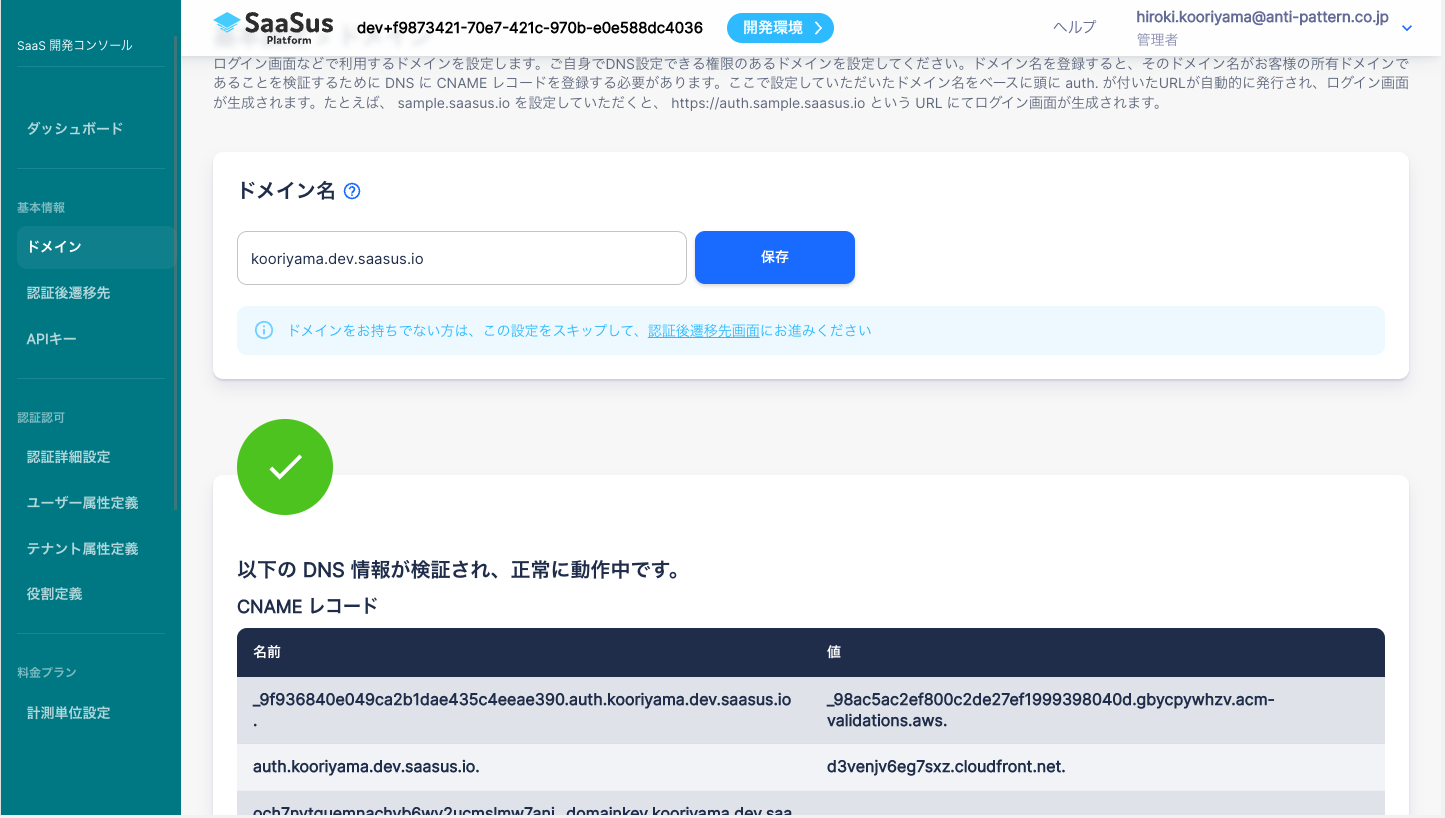 SaaS 開発コンソール
ダッシュボード
基本情報
ドメイン
認証後遷移先
APIキー
認証認可
認証詳細設定
ユーザー属性定義
テナント属性定義
役割定義
料金プラン
計測単位設定
SaaSus
Platform
dev+f9873421-70e7-421c-970b-e0e588dc4036
開発環境
ヘルプ
hiroki.kooriyama@anti-pattern.co.jp
管理者
ログイン画面などで利用するドメインを設定します。ご自身でDNS設定できる権限のあるドメインを設定してください。ドメイン名を登録すると、そのドメイン名がお客様の所有ドメインで
あることを検証するために DNS に CNAME レコードを登録する必要があります。ここで設定していただいたドメイン名をベースに頭に auth. が付いたURLが自動的に発行され、ログイン画面
が生成されます。たとえば、 sample.saasus.io を設定していただくと、 https://auth.sample.saasus.io という URL にてログイン画面が生成されます。
ドメイン名
kooriyama.dev.saasus.io
保存
ドメインをお持ちでない方は、この設定をスキップして、認証後遷移先画面にお進みください
以下の DNS 情報が検証され、正常に動作中です。
CNAME レコード
名前 値
_9f936840e049ca2b1dae435c4eeae390.auth.kooriyama.dev.saasus.io
.
_98ac5ac2ef800c2de27ef1999398040d.gbycpywhzv.acm-
validations.aws.
auth.kooriyama.dev.saasus.io. d3venjv6eg7sxz.cloudfront.net.